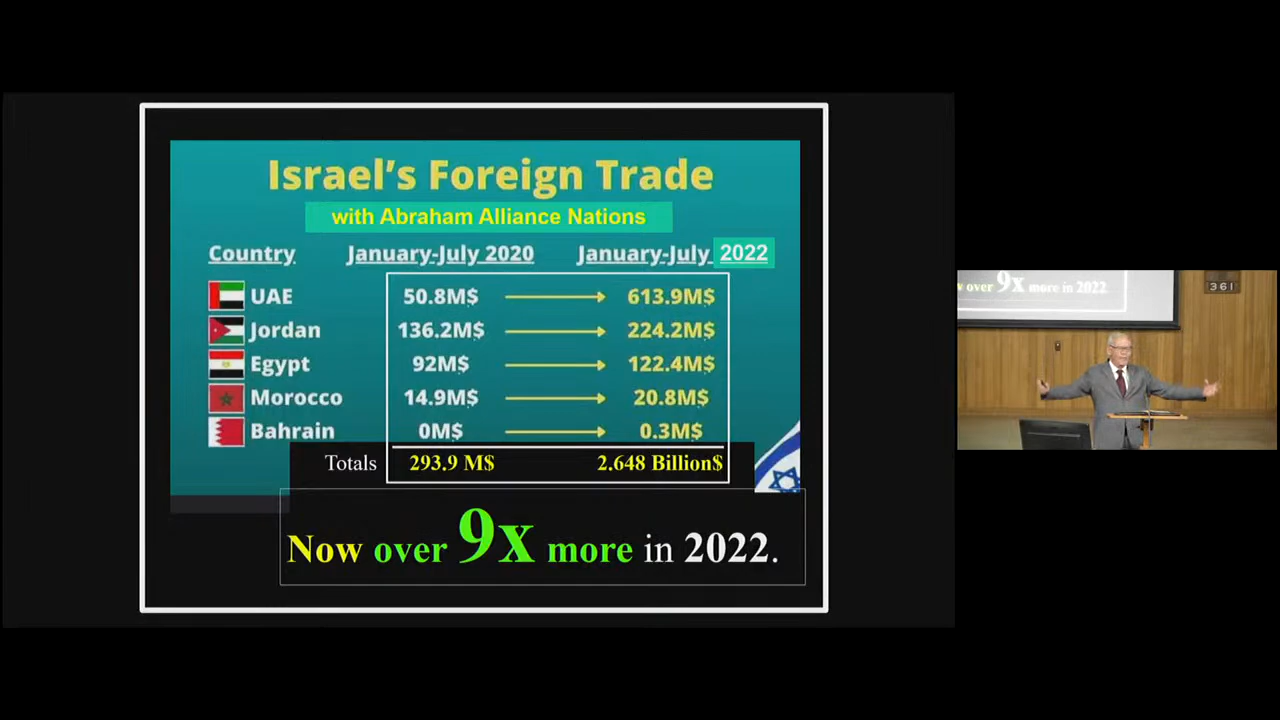 Israel's Foreign Trade
with Abraham Alliance Nations
Country January-July 2020 January-July 2022
UAE 50.8M$ 613.9M$
Jordan 136.2M$ 224.2M$
Egypt 92M$ 122.4M$
Morocco 14.9M$ 20.8M$
Bahrain 0M$ 0.3M$
Totals 293.9 M$ 2.648 Billion$
Now over 9x more in 2022.
w over 9x more in 2022
361